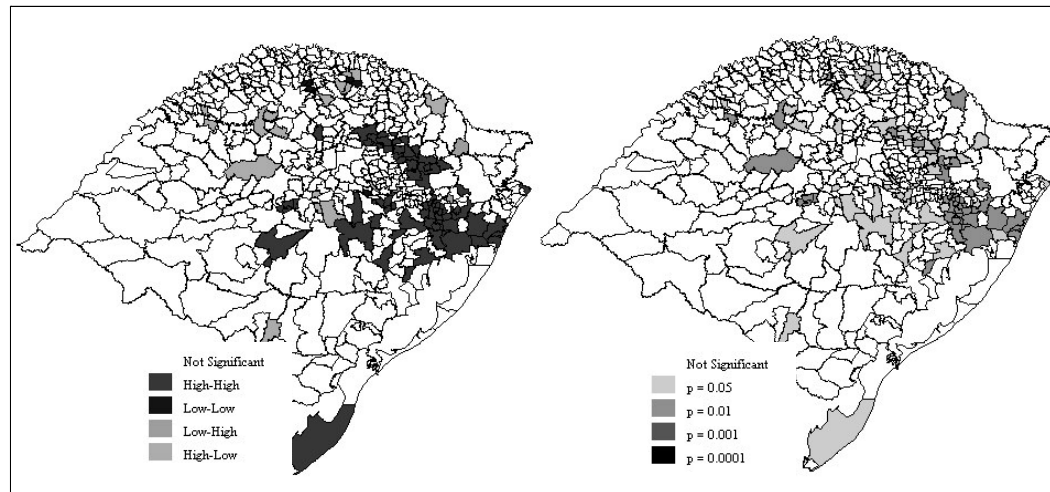 Not Significant
High-High
Low-Low
Low-High
High-Low
Not Significant
p = 0.05
p = 0.01
p = 0.001
p = 0.0001